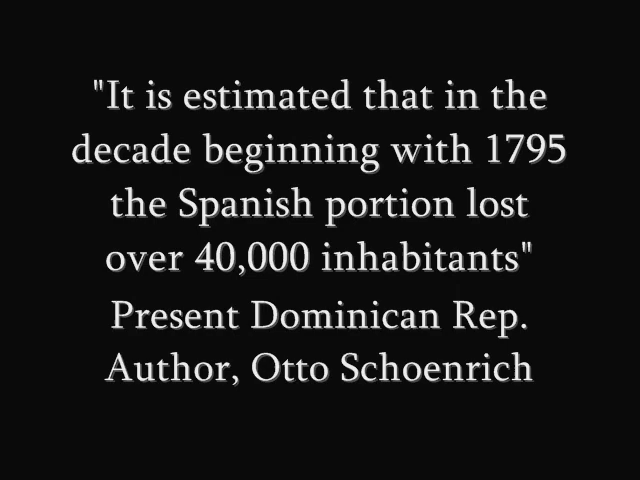 "It is estimated that in the
decade beginning with 1795
the Spanish portion lost
over 40,000 inhabitants"
Present Dominican Rep.
Author, Otto Schoenrich